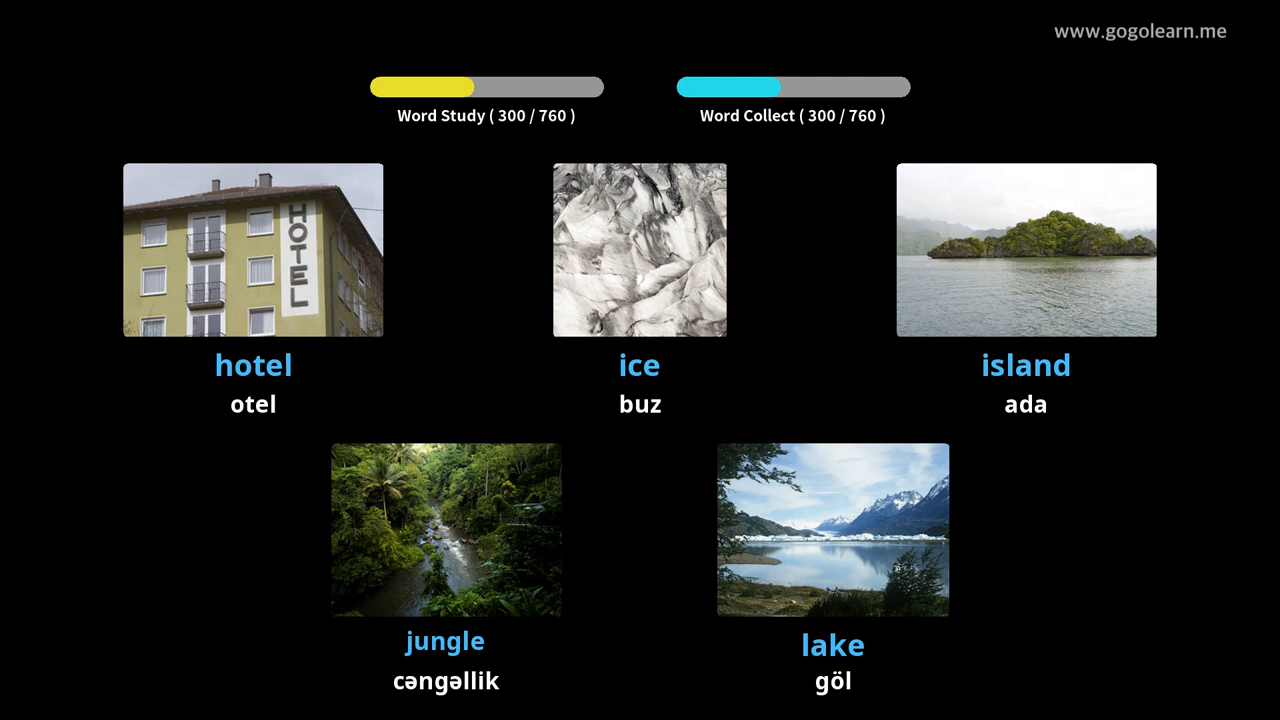 www.gogolearn.me
Word Study ( 300 / 760 )
Word Collect ( 300 / 760 )
HOTEL
hotel
ice
island
otel
buz
ada
jungle
lake
cəngəllik
göl